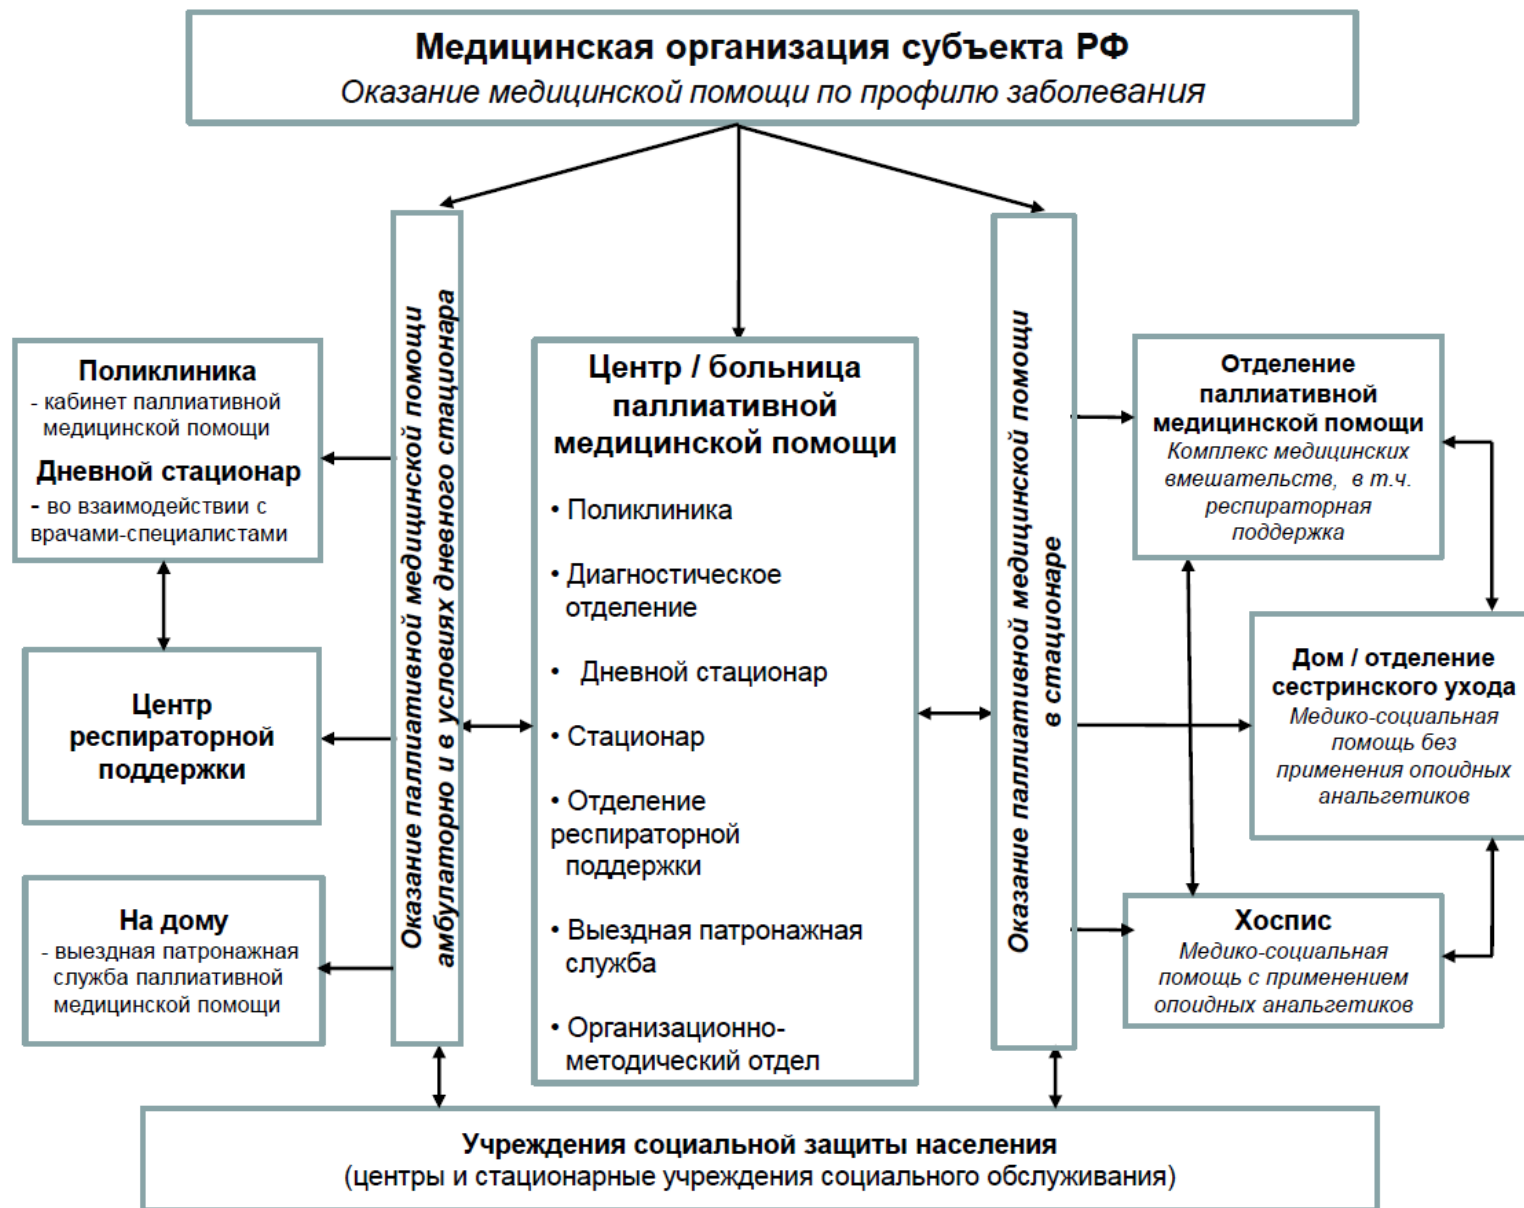 Медицинская организация субъекта РФ
Оказание медицинской помощи по профилю заболевания
Поликлиника
- кабинет паллиативной
медицинской помощи
Дневной стационар
- во взаимодействии с
врачами-специалистами
Центр
респираторной
поддержки
На дому
- выездная патронажная
служба паллиативной
медицинской помощи
Оказание паллиативной медицинской помощи
амбулаторно и в условиях дневного стационара
Центр / больница
паллиативной
медицинской помощи
• Поликлиника
• Диагностическое
отделение
• Дневной стационар
• Стационар
• Отделение
респираторной
поддержки
• Выездная патронажная
служба
• Организационно-
методический отдел
Оказание паллиативной медицинской помощи
в стационаре
Отделение
паллиативной
медицинской помощи
Комплекс медицинских
вмешательств, в т.ч.
респираторная
поддержка
Дом / отделение
сестринского ухода
Медико-социальная
помощь без
применения опоидных
анальгетиков
Хоспис
Медико-социальная
помощь с применением
опоидных анальгетиков
Учреждения социальной защиты населения
(центры и стационарные учреждения социального обслуживания)